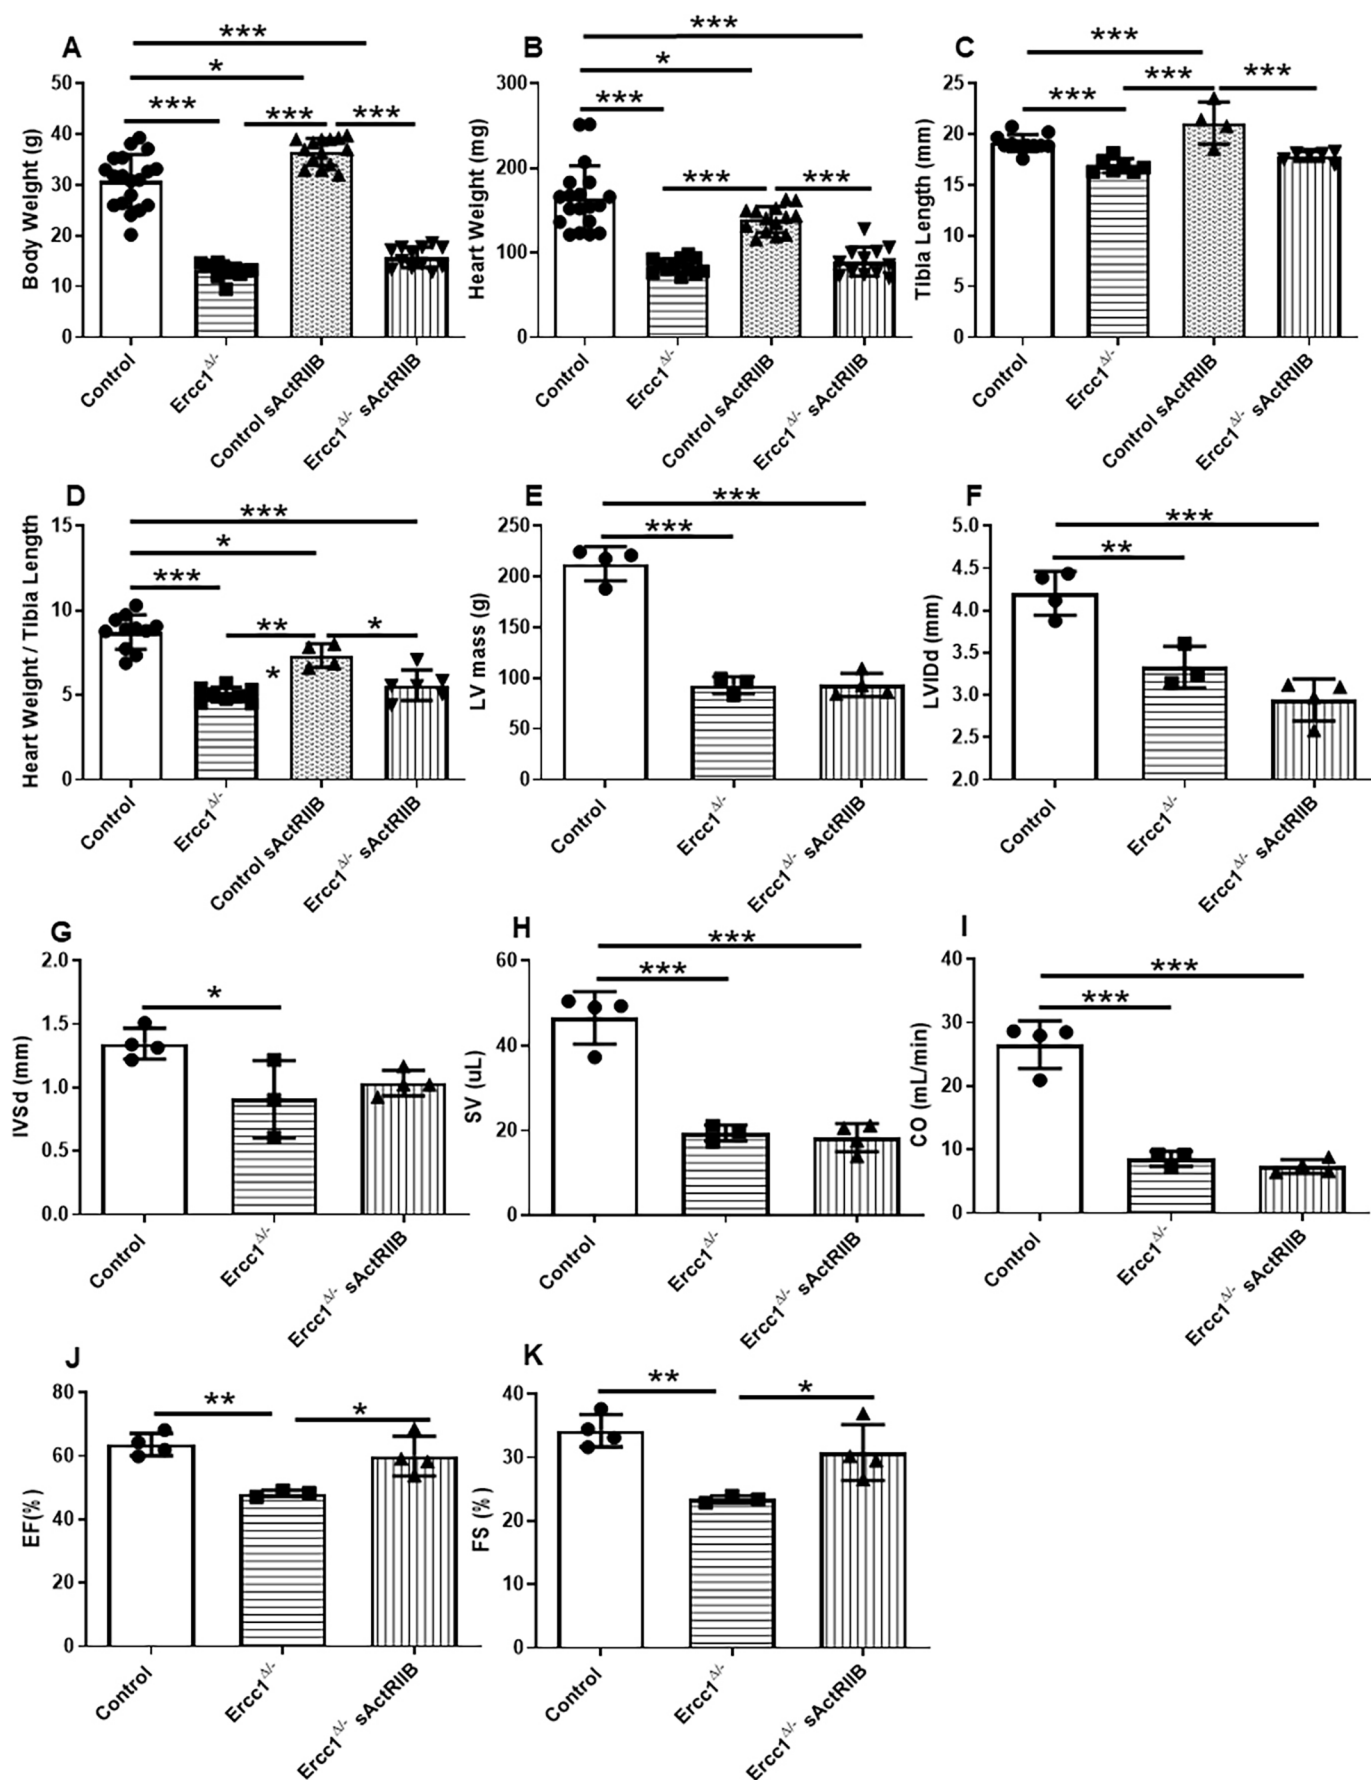 A
***
*
***
***
***
Body Weight (g)
50
40
30
20
10
0
Control
Ercc1Δ/-
Control sActRIIB
Ercc1Δ/- sActRIIB
B
***
*
***
***
***
Heart Weight (mg)
300
200
100
0
Control
Ercc1Δ/-
Control sActRIIB
Ercc1Δ/- sActRIIB
C
***
***
***
***
Tibia Length (mm)
25
20
15
10
5
0
Control
Ercc1Δ/-
Control sActRIIB
Ercc1Δ/- sActRIIB
D
***
*
***
**
*
*
Heart Weight / Tibia Length
15
10
5
0
Control
Ercc1Δ/-
Control sActRIIB
Ercc1Δ/- sActRIIB
E
***
***
LV mass (g)
250
200
150
100
50
0
Control
Ercc1Δ/-
Ercc1Δ/- sActRIIB
F
***
**
LVIDd (mm)
5.0
4.5
4.0
3.5
3.0
2.5
2.0
Control
Ercc1Δ/-
Ercc1Δ/- sActRIIB
G
*
IVSd (mm)
2.0
1.5
1.0
0.5
0.0
Control
Ercc1Δ/-
Ercc1Δ/- sActRIIB
H
***
***
SV (uL)
60
40
20
0
Control
Ercc1Δ/-
Ercc1Δ/- sActRIIB
I
***
***
CO (mL/min)
40
30
20
10
0
Control
Ercc1Δ/-
Ercc1Δ/- sActRIIB
J
**
*
EF(%)
80
60
40
20
0
Control
Ercc1Δ/-
Ercc1Δ/- sActRIIB
K
**
*
FS (%)
40
30
20
10
0
Control
Ercc1Δ/-
Ercc1Δ/- sActRIIB